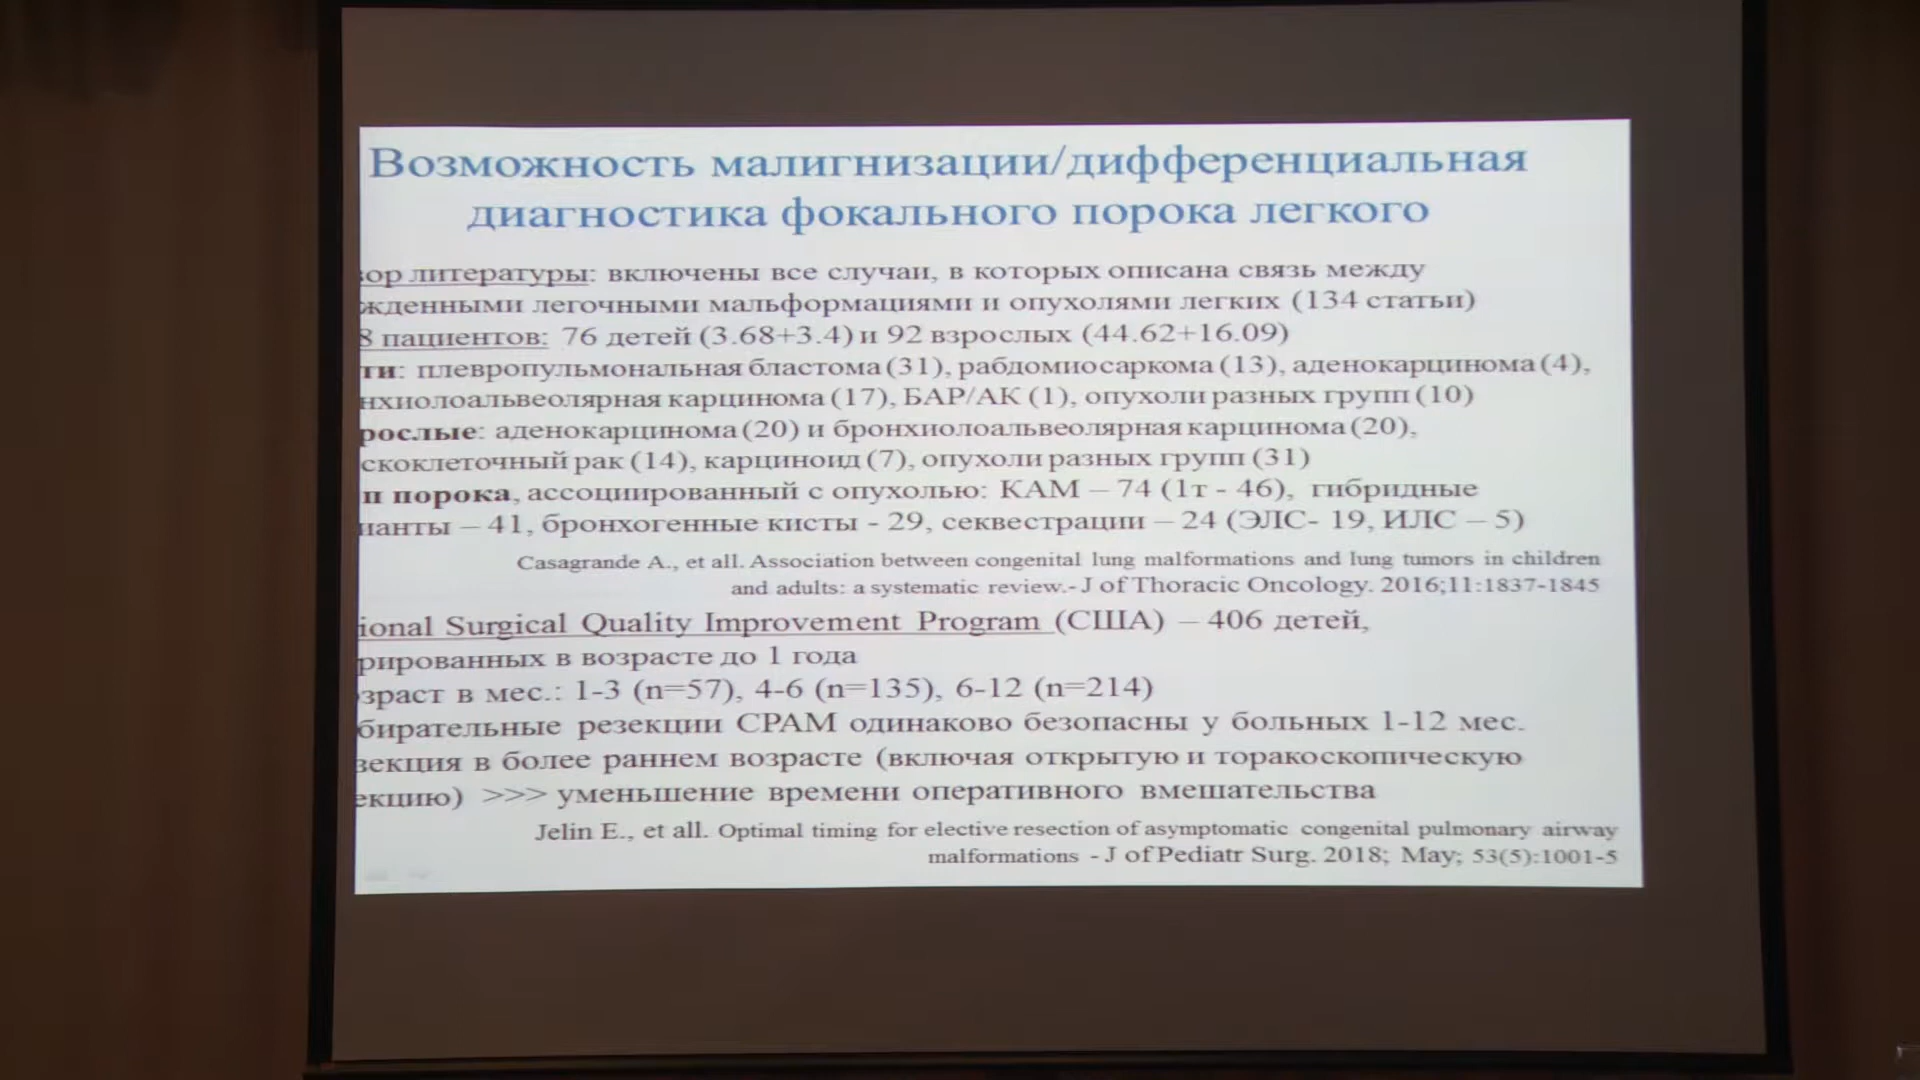 Возможность малигнизации/дифференциальная
диагностика фокального порока легкого
зор литературы: включены все случаи, в которых описана связь между
жденными легочными мальформациями и опухолями легких (134 статьи)
8 пациентов: 76 детей (3.68+3.4) и 92 взрослых (44.62+16.09)
ти: плевропульмональная бластома (31), рабдомиосаркома (13), аденокарцинома (4),
нхиолоальвеолярная карцинома (17), БАР/АК (1), опухоли разных групп (10)
рослые: аденокарцинома (20) и бронхиолоальвеолярная карцинома (20),
скоклеточный рак (14), карциноид (7), опухоли разных групп (31)
п порока, ассоциированный с опухолью: КАМ – 74 (1т - 46), гибридные
ианты – 41, бронхогенные кисты - 29, секвестрации – 24 (ЭЛС- 19, ИЛС – 5)
Casagrande A., et all. Association between congenital lung malformations and lung tumors in children
and adults: a systematic review.- J of Thoracic Oncology. 2016;11:1837-1845
ional Surgical Quality Improvement Program (США) – 406 детей,
рированных в возрасте до 1 года
зраст в мес.: 1-3 (n=57), 4-6 (n=135), 6-12 (n=214)
бирательные резекции CPAM одинаково безопасны у больных 1-12 мес.
зекция в более раннем возрасте (включая открытую и торакоскопическую
екцию) >>> уменьшение времени оперативного вмешательства
Jelin E., et all. Optimal timing for elective resection of asymptomatic congenital pulmonary airway
malformations - J of Pediatr Surg. 2018; May; 53(5):1001-5